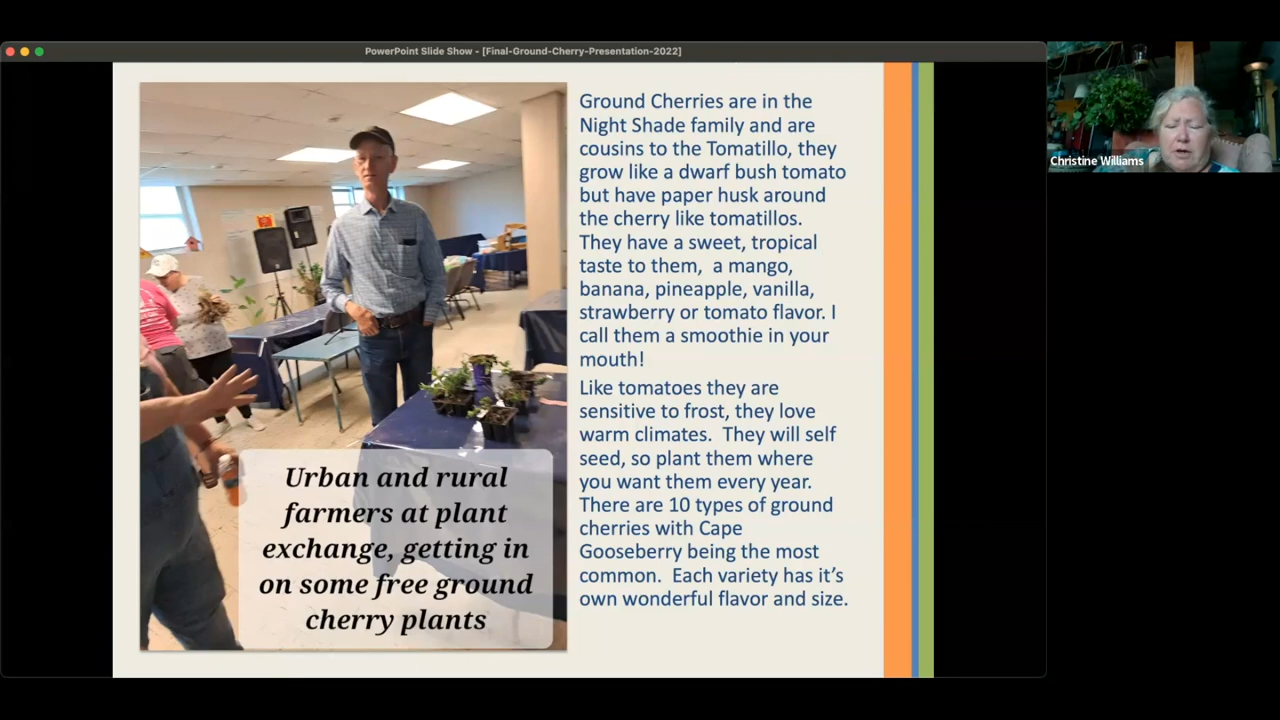 PowerPoint Slide Show - [Final-Ground-Cherry-Presentation-2022]
Ground Cherries are in the
Night Shade family and are
cousins to the Tomatillo, they
grow like a dwarf bush tomato
but have paper husk around
the cherry like tomatillos.
They have a sweet, tropical
taste to them,  a mango,
banana, pineapple, vanilla,
strawberry or tomato flavor. I
call them a smoothie in your
mouth!
Like tomatoes they are
sensitive to frost, they love
warm climates.  They will self
seed, so plant them where
you want them every year.
There are 10 types of ground
cherries with Cape
Gooseberry being the most
common.  Each variety has it’s
own wonderful flavor and size.
Urban and rural
farmers at plant
exchange, getting in
on some free ground
cherry plants
Christine Williams